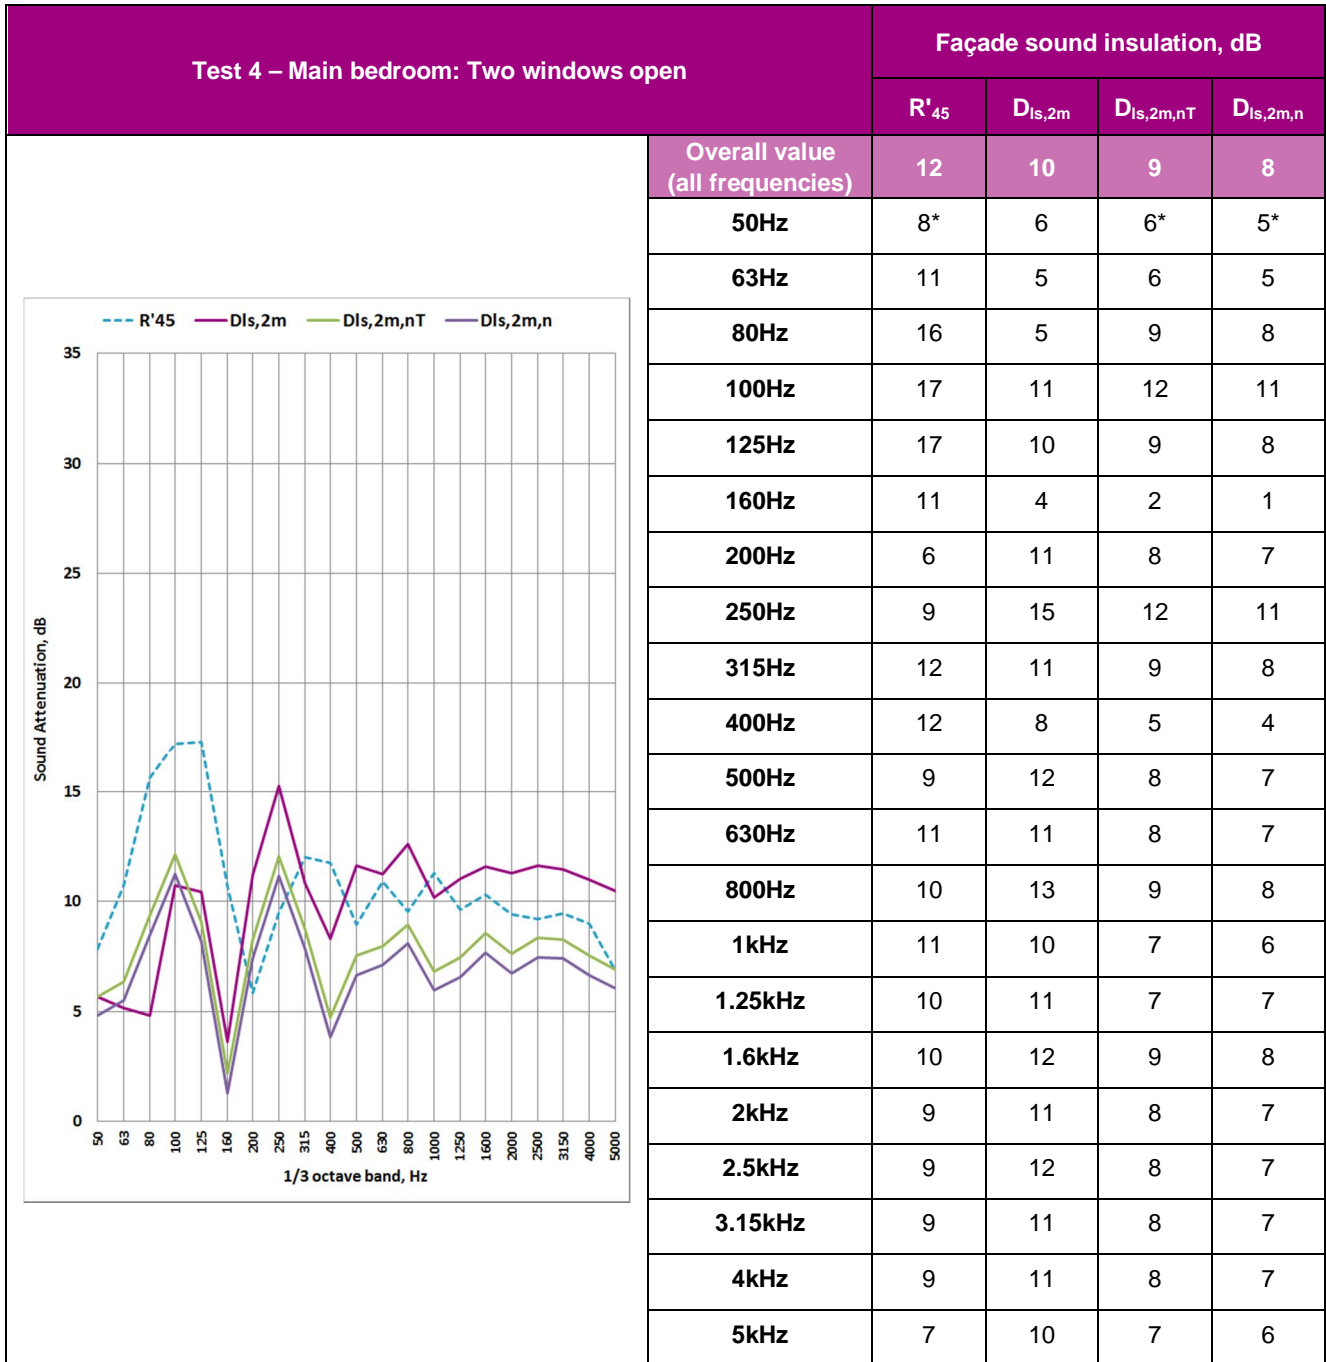 Test 4 – Main bedroom: Two windows open
Façade sound insulation, dB
R'45 Dls,2m Dls,2m,nT Dls,2m,n
Overall value
(all frequencies) 12 10 9 8
50Hz 8* 6 6* 5*
63Hz 11 5 6 5
80Hz 16 5 9 8
100Hz 17 11 12 11
125Hz 17 10 9 8
160Hz 11 4 2 1
200Hz 6 11 8 7
250Hz 9 15 12 11
315Hz 12 11 9 8
400Hz 12 8 5 4
500Hz 9 12 8 7
630Hz 11 11 8 7
800Hz 10 13 9 8
1kHz 11 10 7 6
1.25kHz 10 11 7 7
1.6kHz 10 12 9 8
2kHz 9 11 8 7
2.5kHz 9 12 8 7
3.15kHz 9 11 8 7
4kHz 9 11 8 7
5kHz 7 10 7 6
R'45 Dls,2m Dls,2m,nT Dls,2m,n
35
30
25
20
15
10
5
0
Sound Attenuation, dB
50 63 80 100 125 160 200 250 315 400 500 630 800 1000 1250 1600 2000 2500 3150 4000 5000
1/3 octave band, Hz